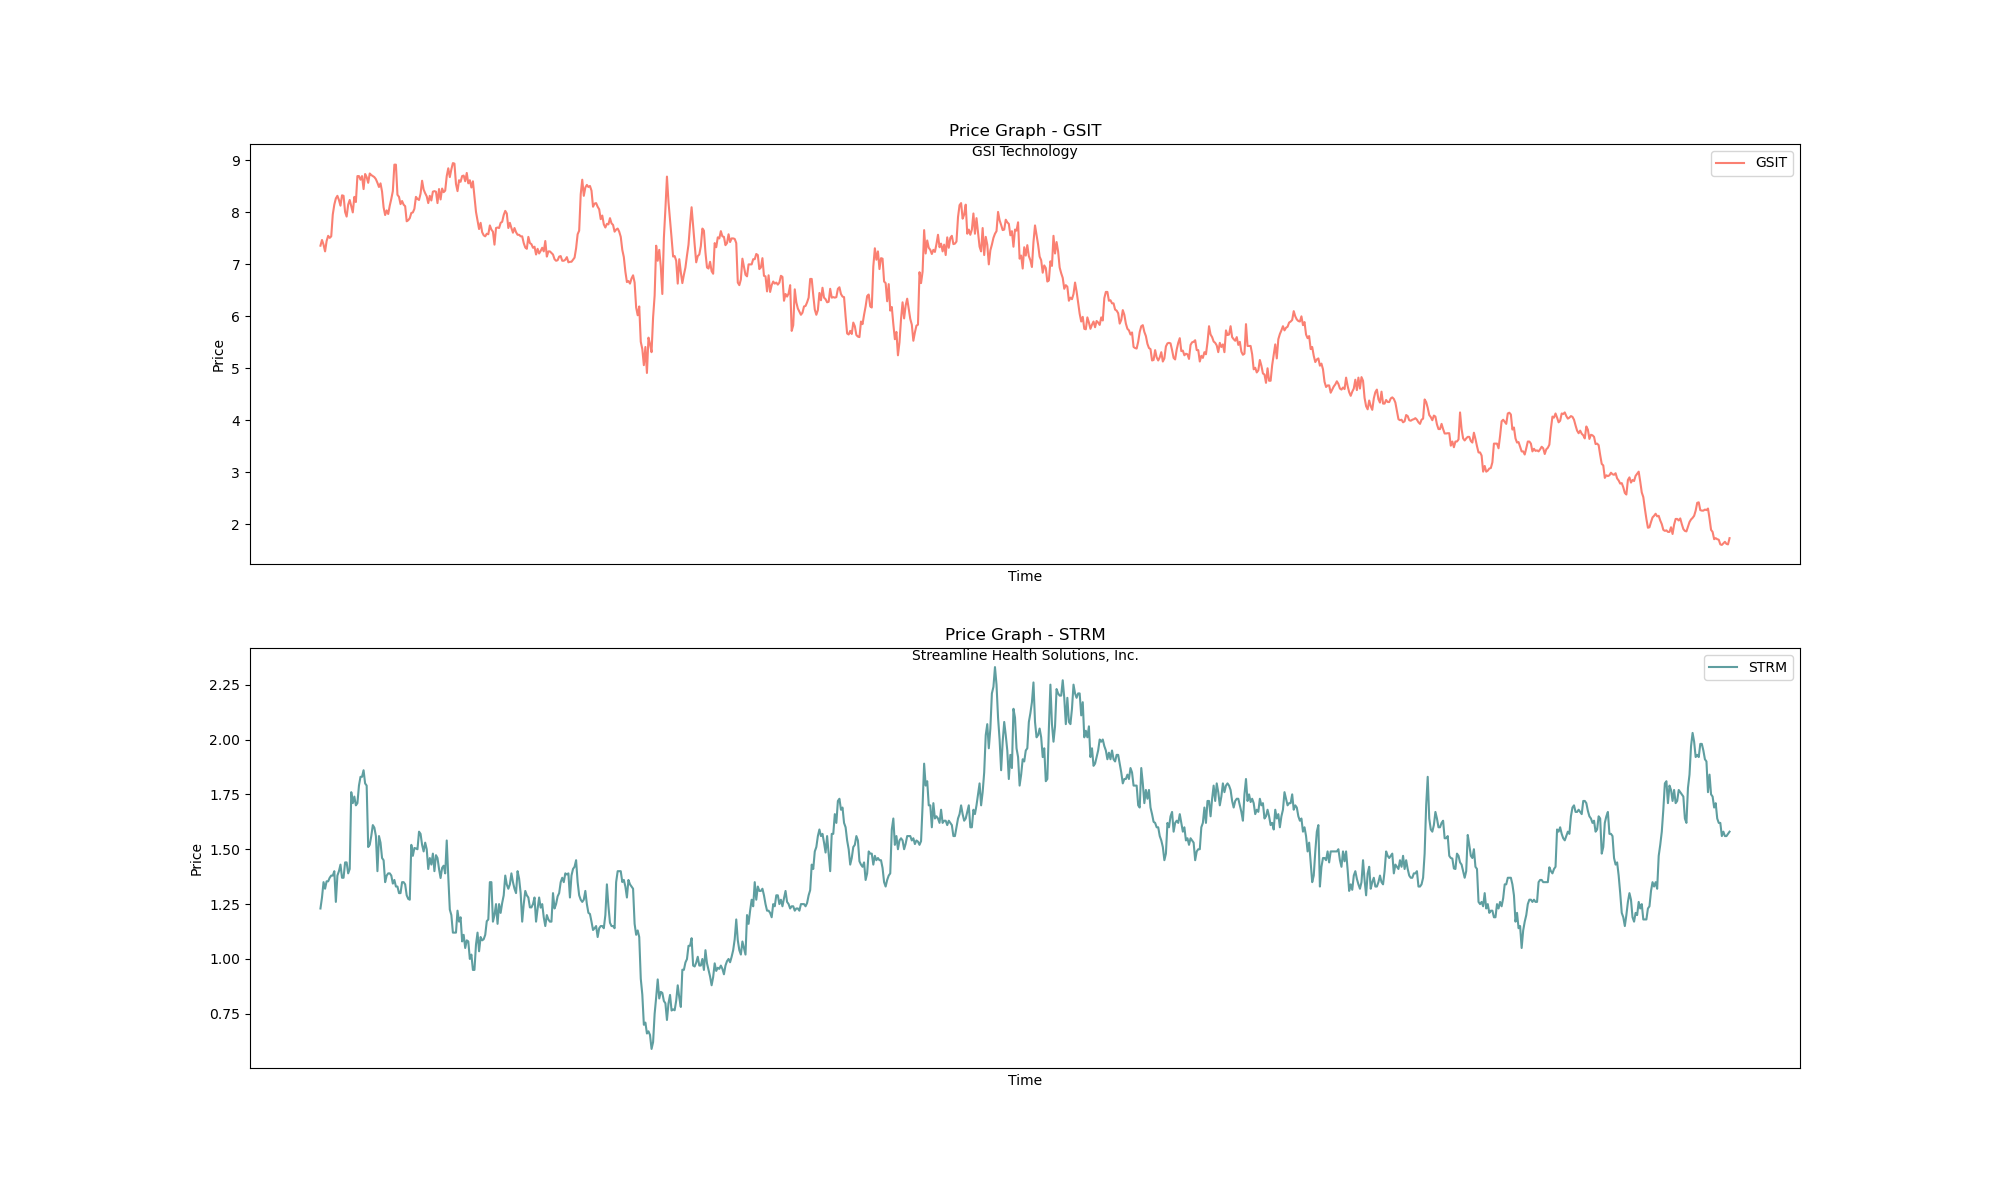 Price Graph - GSIT
GSI Technology
GSIT
9
8
7
6
5
4
3
2
Price
Time
Price Graph - STRM
Streamline Health Solutions, Inc.
STRM
2.25
2.00
1.75
1.50
1.25
1.00
0.75
Price
Time